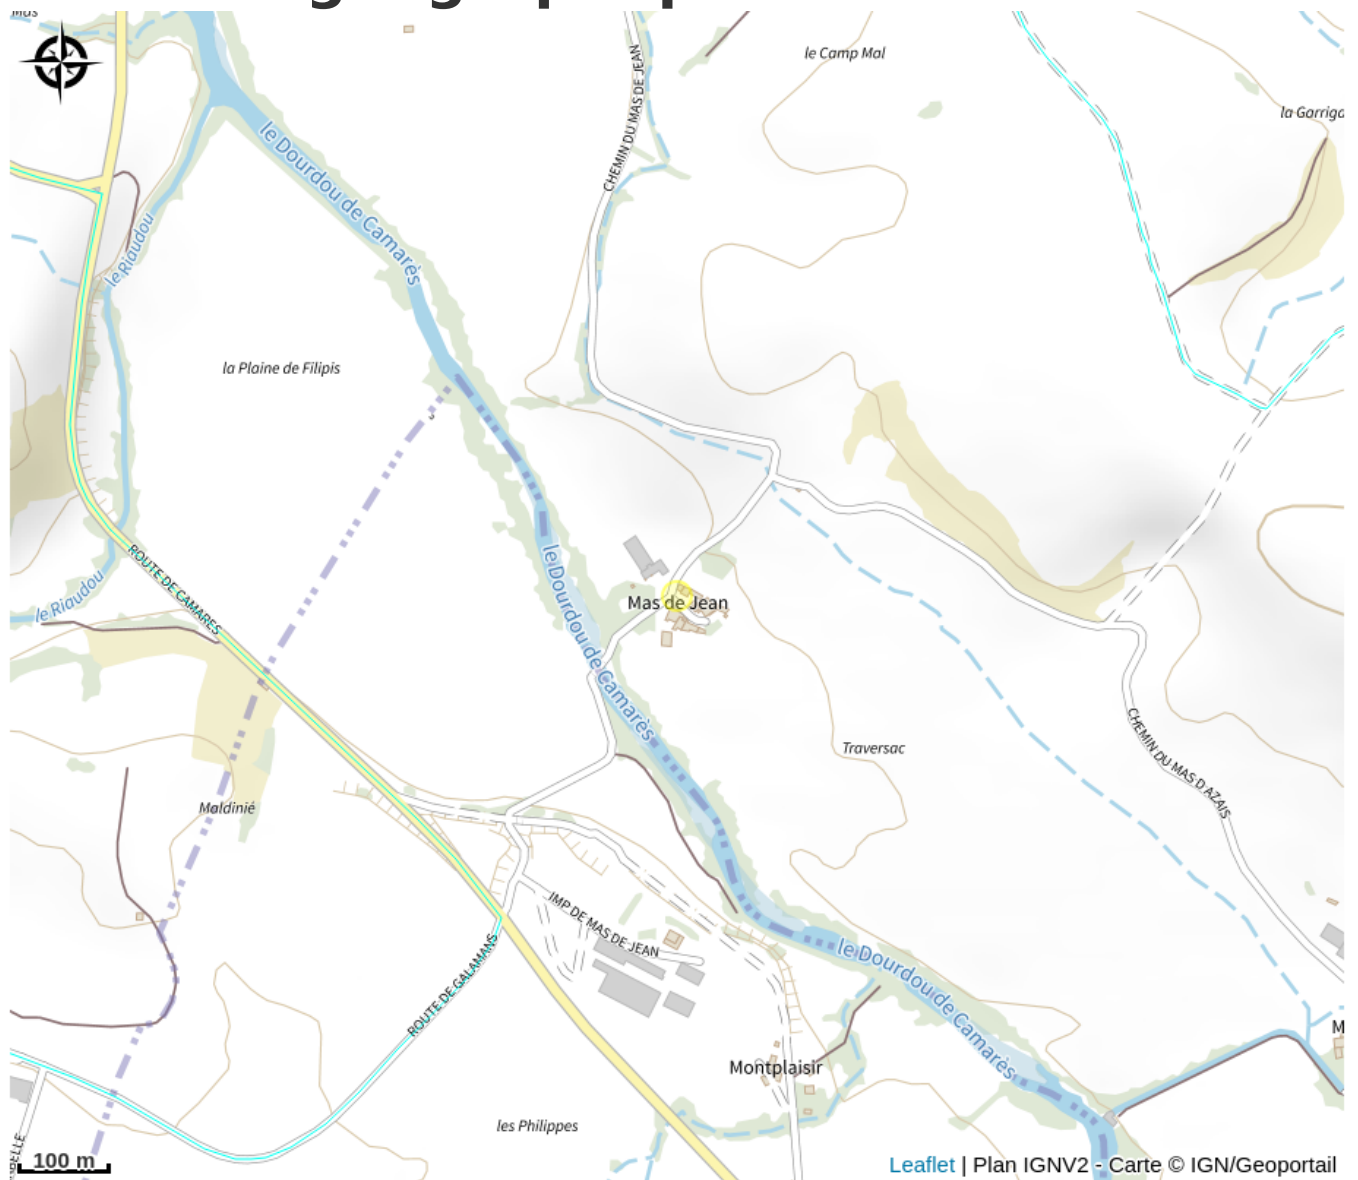 Mas
le Camp Mal
CHEMIN DU MAS DE JEAN
le Dourdou de Camarès
le Riaudou
la Plaine de Filipis
le Dourdou de Camarès
ROUTE DE CAMARES
le Riaudou
Mas de Jean
Traversac
CHEMIN DU MAS D AZAIS
Maldinié
IMP DE MAS DE JEAN
ROUTE DE GALAMANS
le Dourdou de Camarès
Montplaisir
les Philippes
100 m
Leaflet | Plan IGNV2 - Carte © IGN/Geoportail